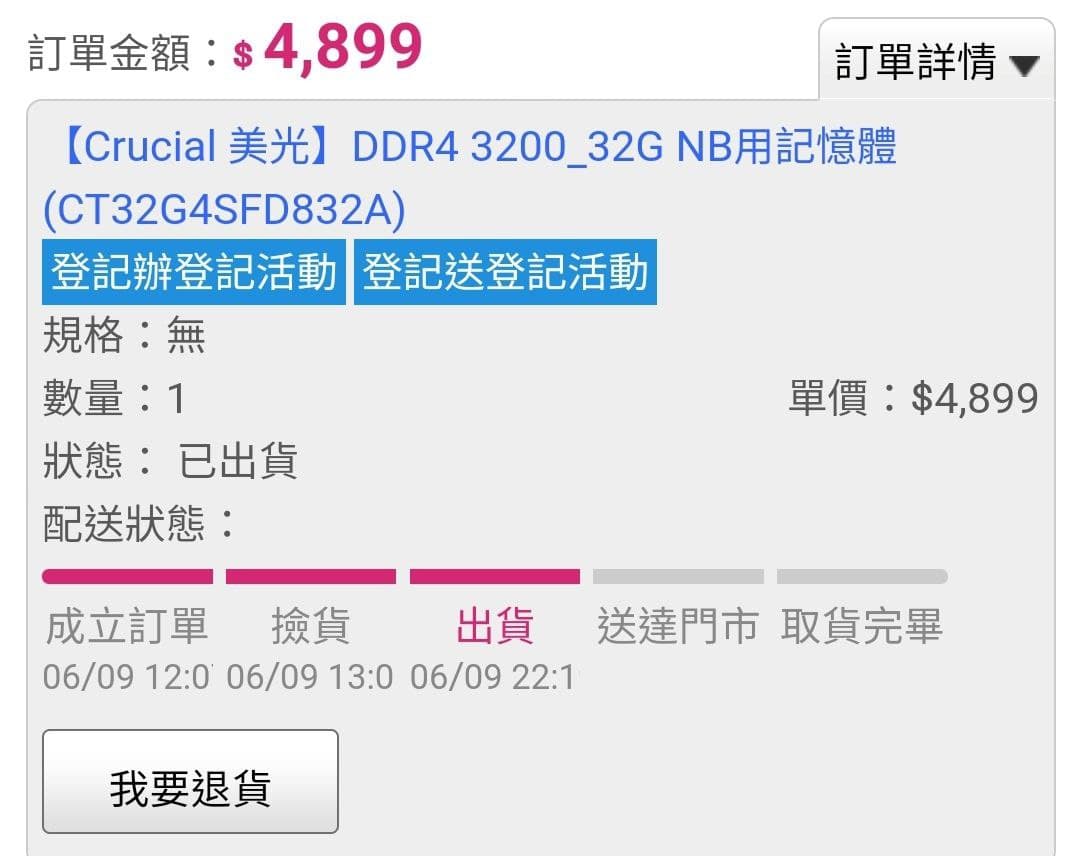 訂單金額：$4,899
訂單詳情▼
【Crucial 美光】DDR4 3200_32G NB用記憶體
(CT32G4SFD832A)
登記辦登記活動 登記送登記活動
規格：無
數量：1 單價：$4,899
狀態： 已出貨
配送狀態：
成立訂單 撿貨 出貨 送達門市 取貨完畢
06/09 12:0 06/09 13:0 06/09 22:1
我要退貨